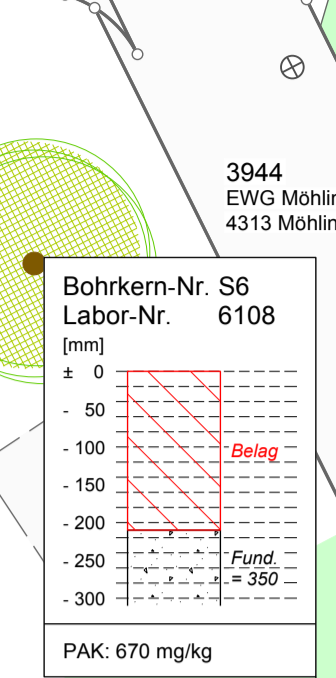 3944
EWG Möhlin
4313 Möhlin
Bohrkern-Nr. S6
Labor-Nr. 6108
[mm]
± 0
- 50
- 100
Belag
- 150
- 200
- 250
Fund.
= 350
- 300
PAK: 670 mg/kg